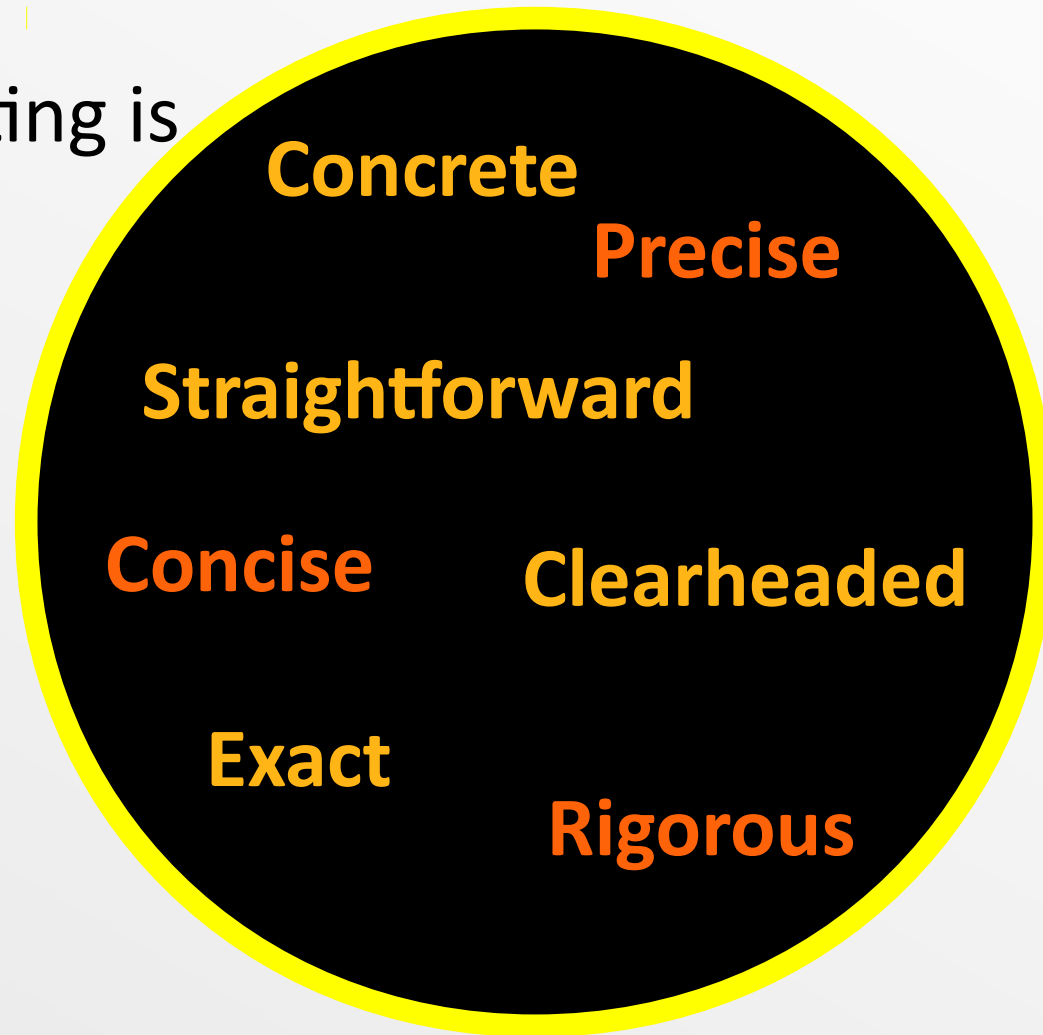 ting is
Concrete
Precise
Straightforward
Concise
Clearheaded
Exact
Rigorous